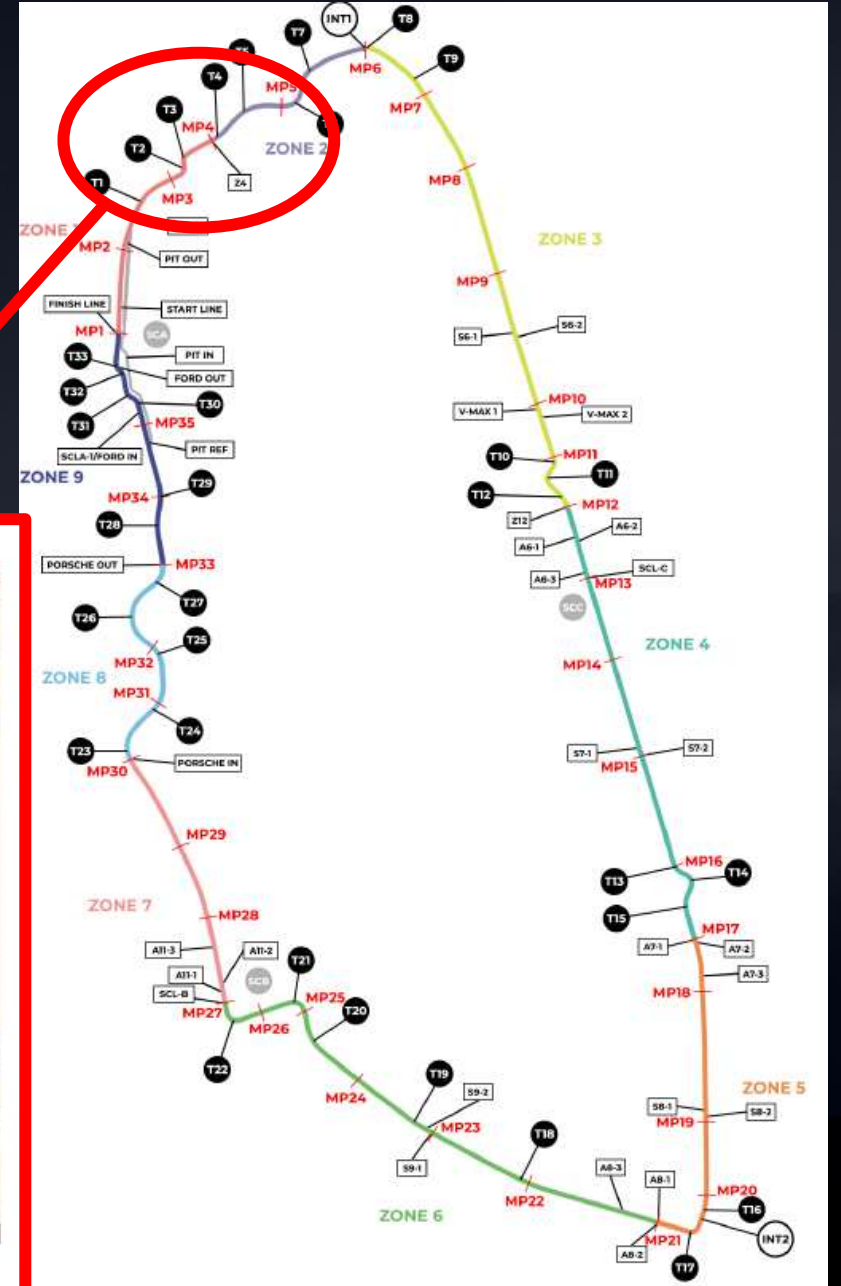 INT1
T8
T7
T9
MP6
T4
MP5
MP7
T3
MP4
T2
ZONE 2
MP8
Z4
T1
MP3
ZONE
ZONE 3
MP2
PIT OUT
MP9
FINISH LINE
START LINE
MP1
SCA
S6-2
S6-1
T33
PIT IN
FORD OUT
T32
T30
MP10
V-MAX 1
V-MAX 2
T31
MP35
SCLA-1/FORD IN
PIT REF
T10
MP11
T11
ZONE 9
T29
MP34
T12
MP12
Z12
A6-2
T28
A6-1
PORSCHE OUT
MP33
A6-3
SCL-C
MP13
T27
SCC
T26
T25
ZONE 4
MP32
MP14
ZONE 8
MP31
T24
T23
S7-1
S7-2
MP30
PORSCHE IN
MP15
MP29
MP16
T13
T14
ZONE 7
MP28
T15
MP17
A11-3
A11-2
A7-1
A7-2
T21
A11-1
SCB
A7-3
SCL-B
MP25
MP18
MP27
MP26
T20
T22
T19
ZONE 5
MP24
S9-2
S8-1
S8-2
MP23
MP19
T18
S9-1
A8-3
A8-1
MP20
MP22
T16
ZONE 6
MP21
INT2
A8-2
T17